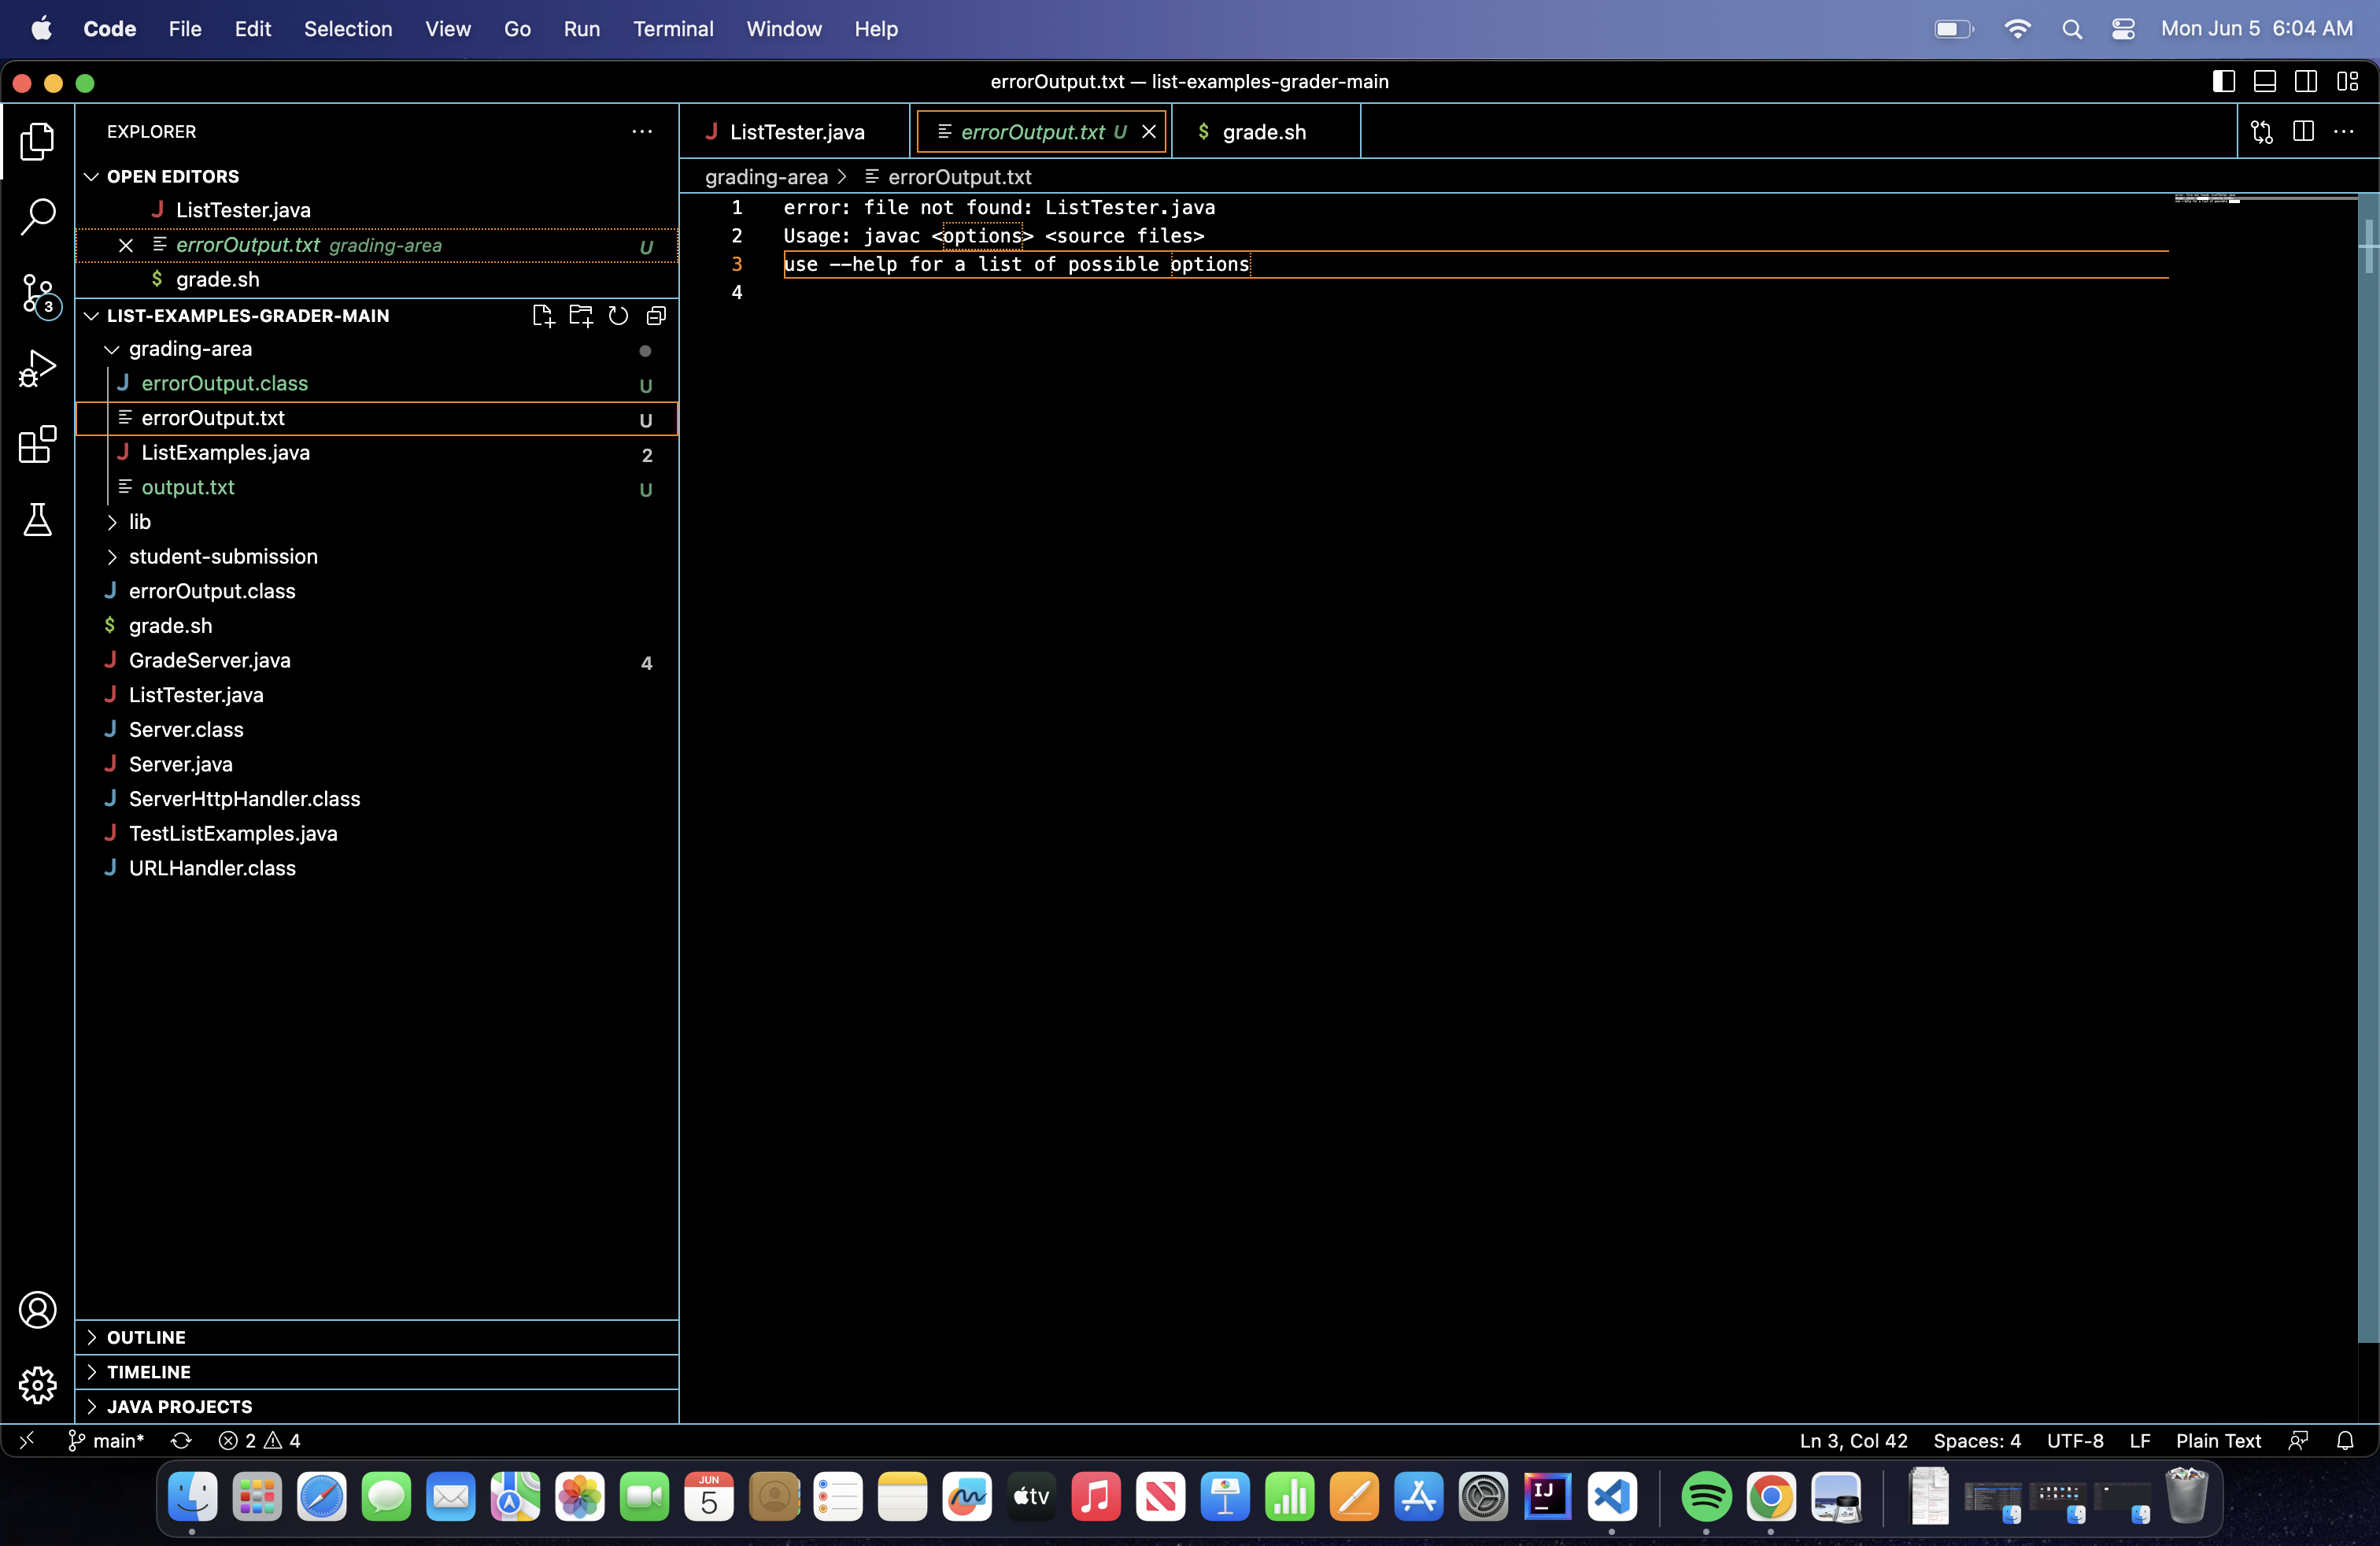 Code File Edit Selection View Go Run Terminal Window Help Mon Jun 5 6:04 AM
errorOutput.txt — list-examples-grader-main
EXPLORER
OPEN EDITORS
J ListTester.java
errorOutput.txt grading-area U
$ grade.sh
LIST-EXAMPLES-GRADER-MAIN
grading-area
J errorOutput.class U
errorOutput.txt U
J ListExamples.java 2
output.txt U
lib
student-submission
J errorOutput.class
$ grade.sh
J GradeServer.java 4
J ListTester.java
J Server.class
J Server.java
J ServerHttpHandler.class
J TestListExamples.java
J URLHandler.class
OUTLINE
TIMELINE
JAVA PROJECTS
3
J ListTester.java errorOutput.txt U $ grade.sh
grading-area > errorOutput.txt
1 error: file not found: ListTester.java
2 Usage: javac <options> <source files>
3 use --help for a list of possible options
4
main* 2 4 Ln 3, Col 42 Spaces: 4 UTF-8 LF Plain Text
JUN
5
tv
IJ